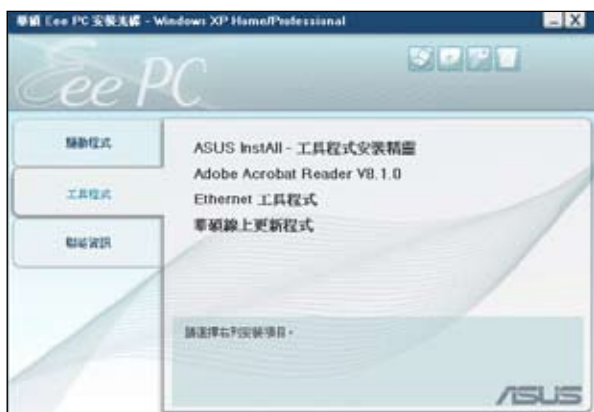 華碩 Eee PC 安裝光碟 - Windows XP Home/Professional
Eee PC
驅動程式
工具程式
聯絡資訊
ASUS InstAll - 工具程式安裝精靈
Adobe Acrobat Reader V8.1.0
Ethernet 工具程式
華碩線上更新程式
請選擇右列安裝項目。
ASUS